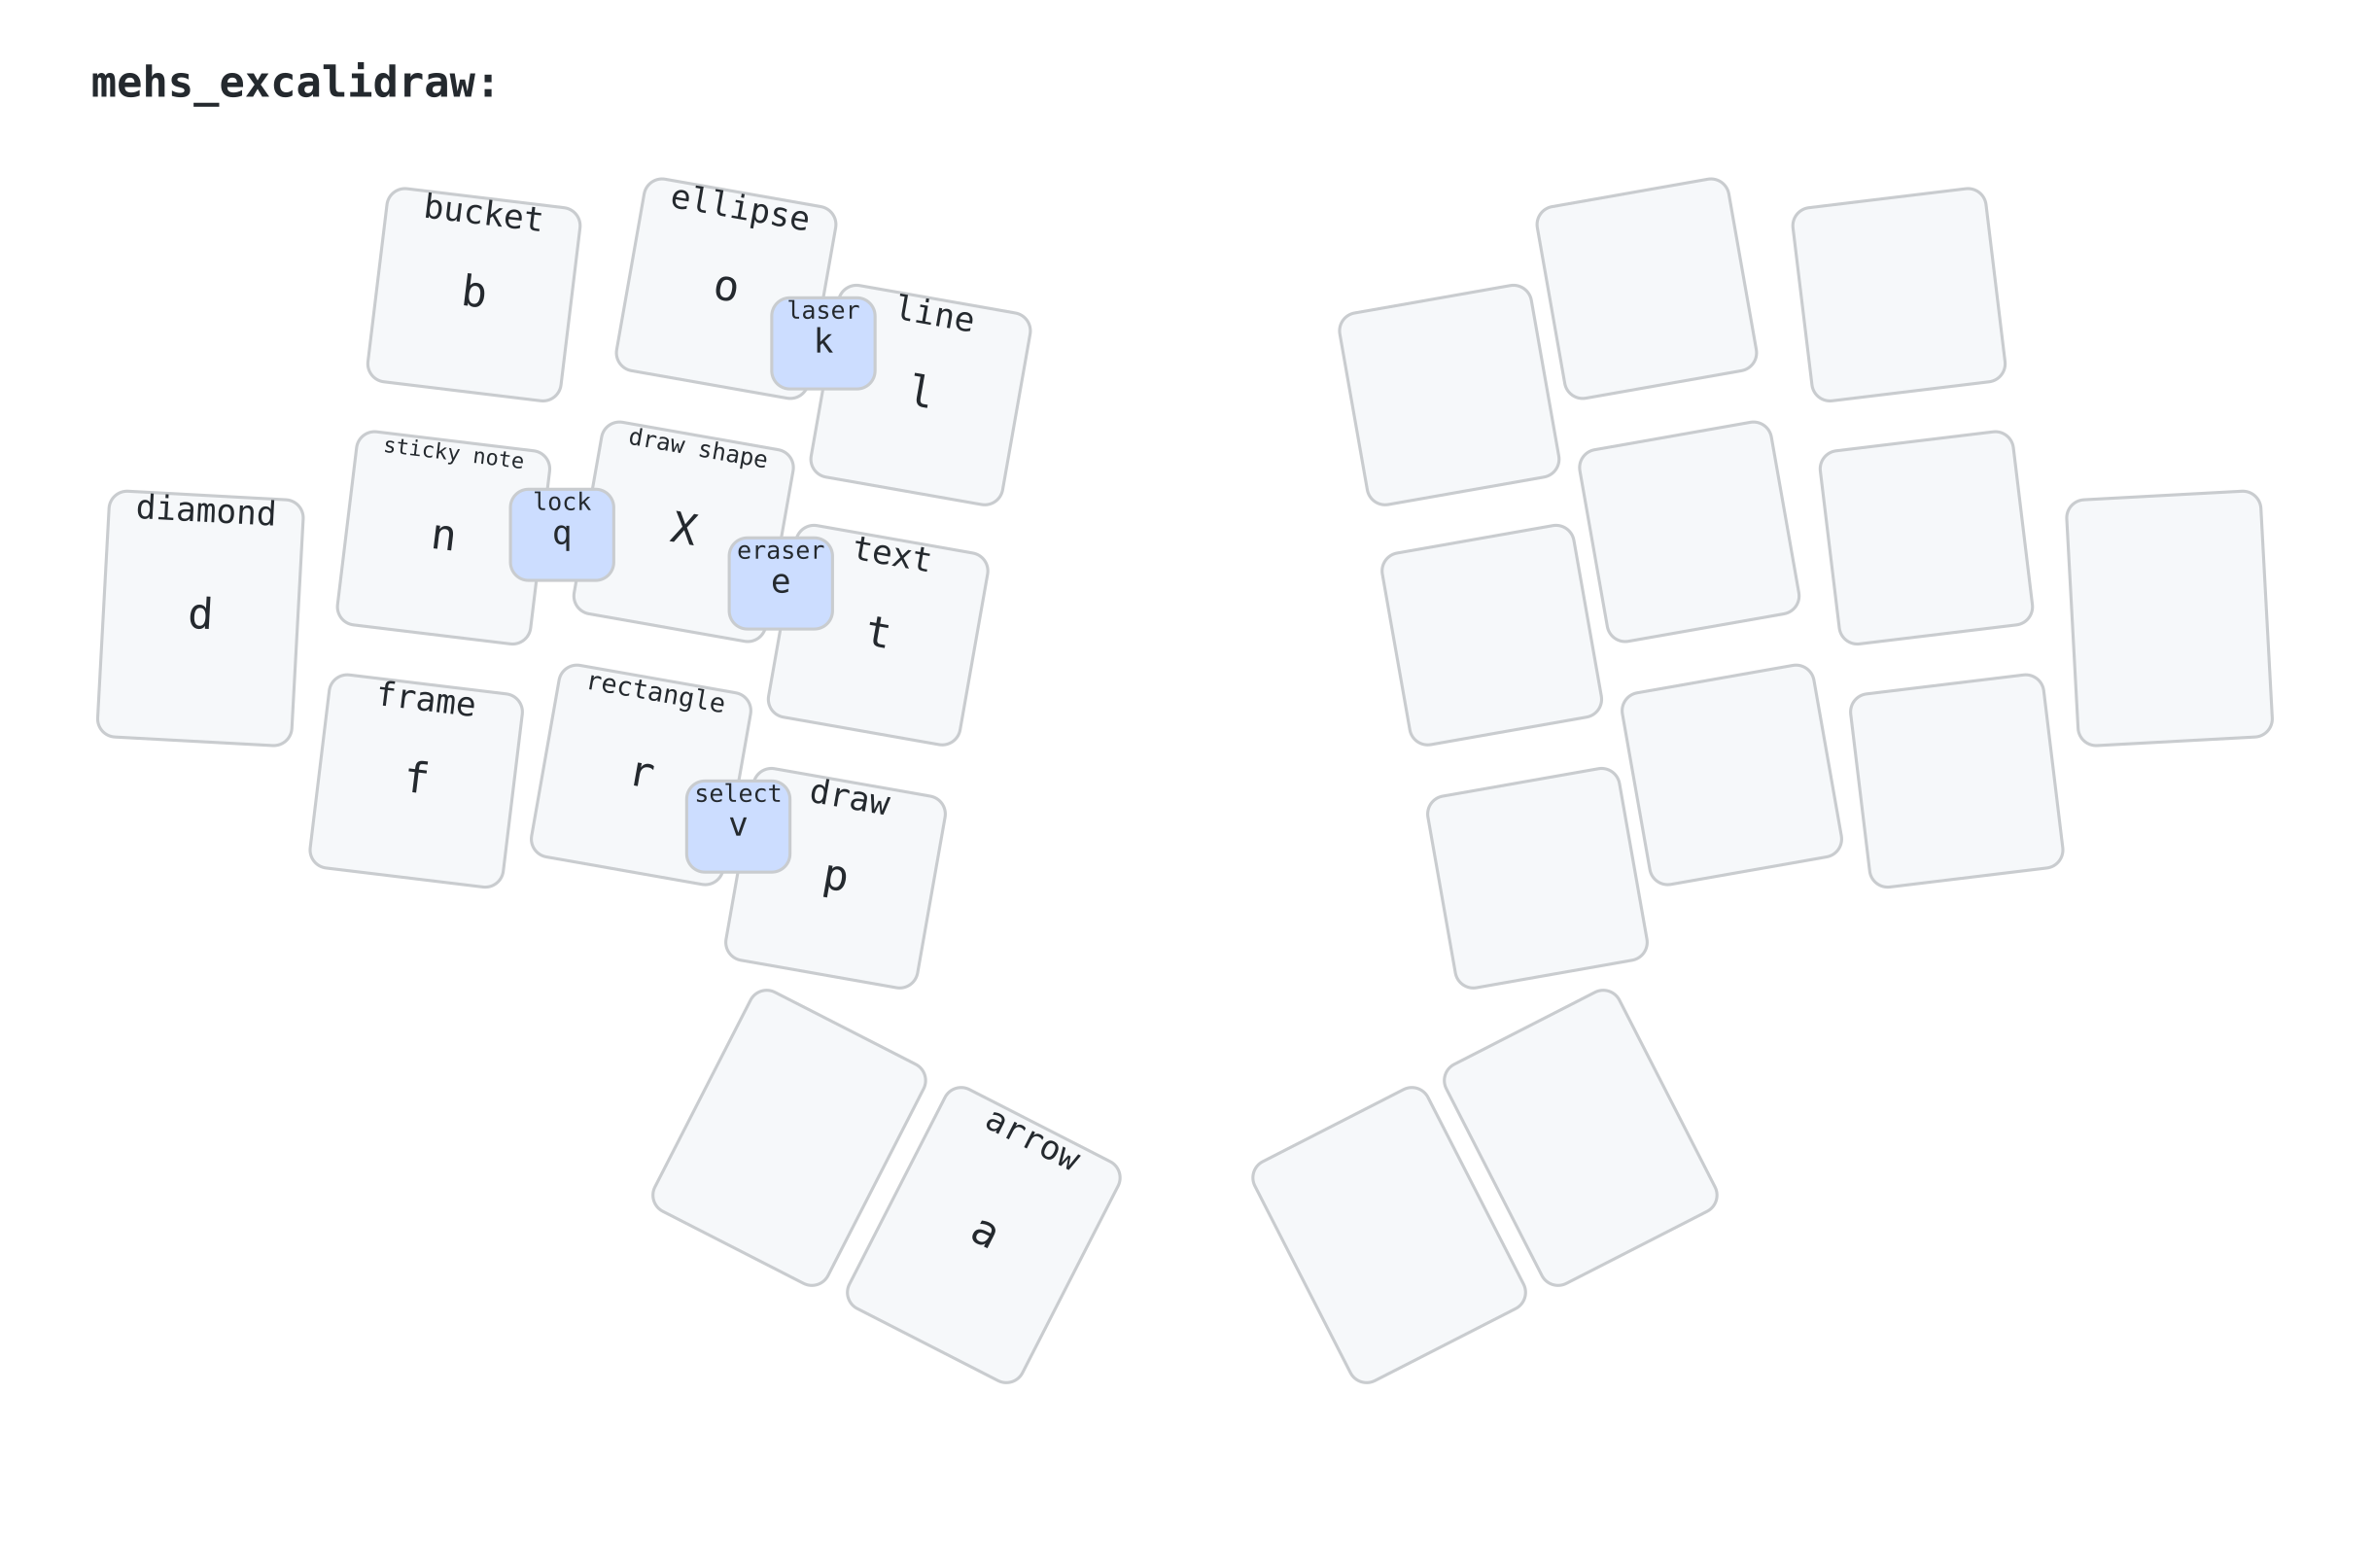 mehs_excalidraw:
bucket
b
ellipse
o
laser
k
line
l
diamond
d
sticky note
n
lock
q
draw shape
X
eraser
e
text
t
frame
f
rectangle
r
select
v
draw
p
arrow
a